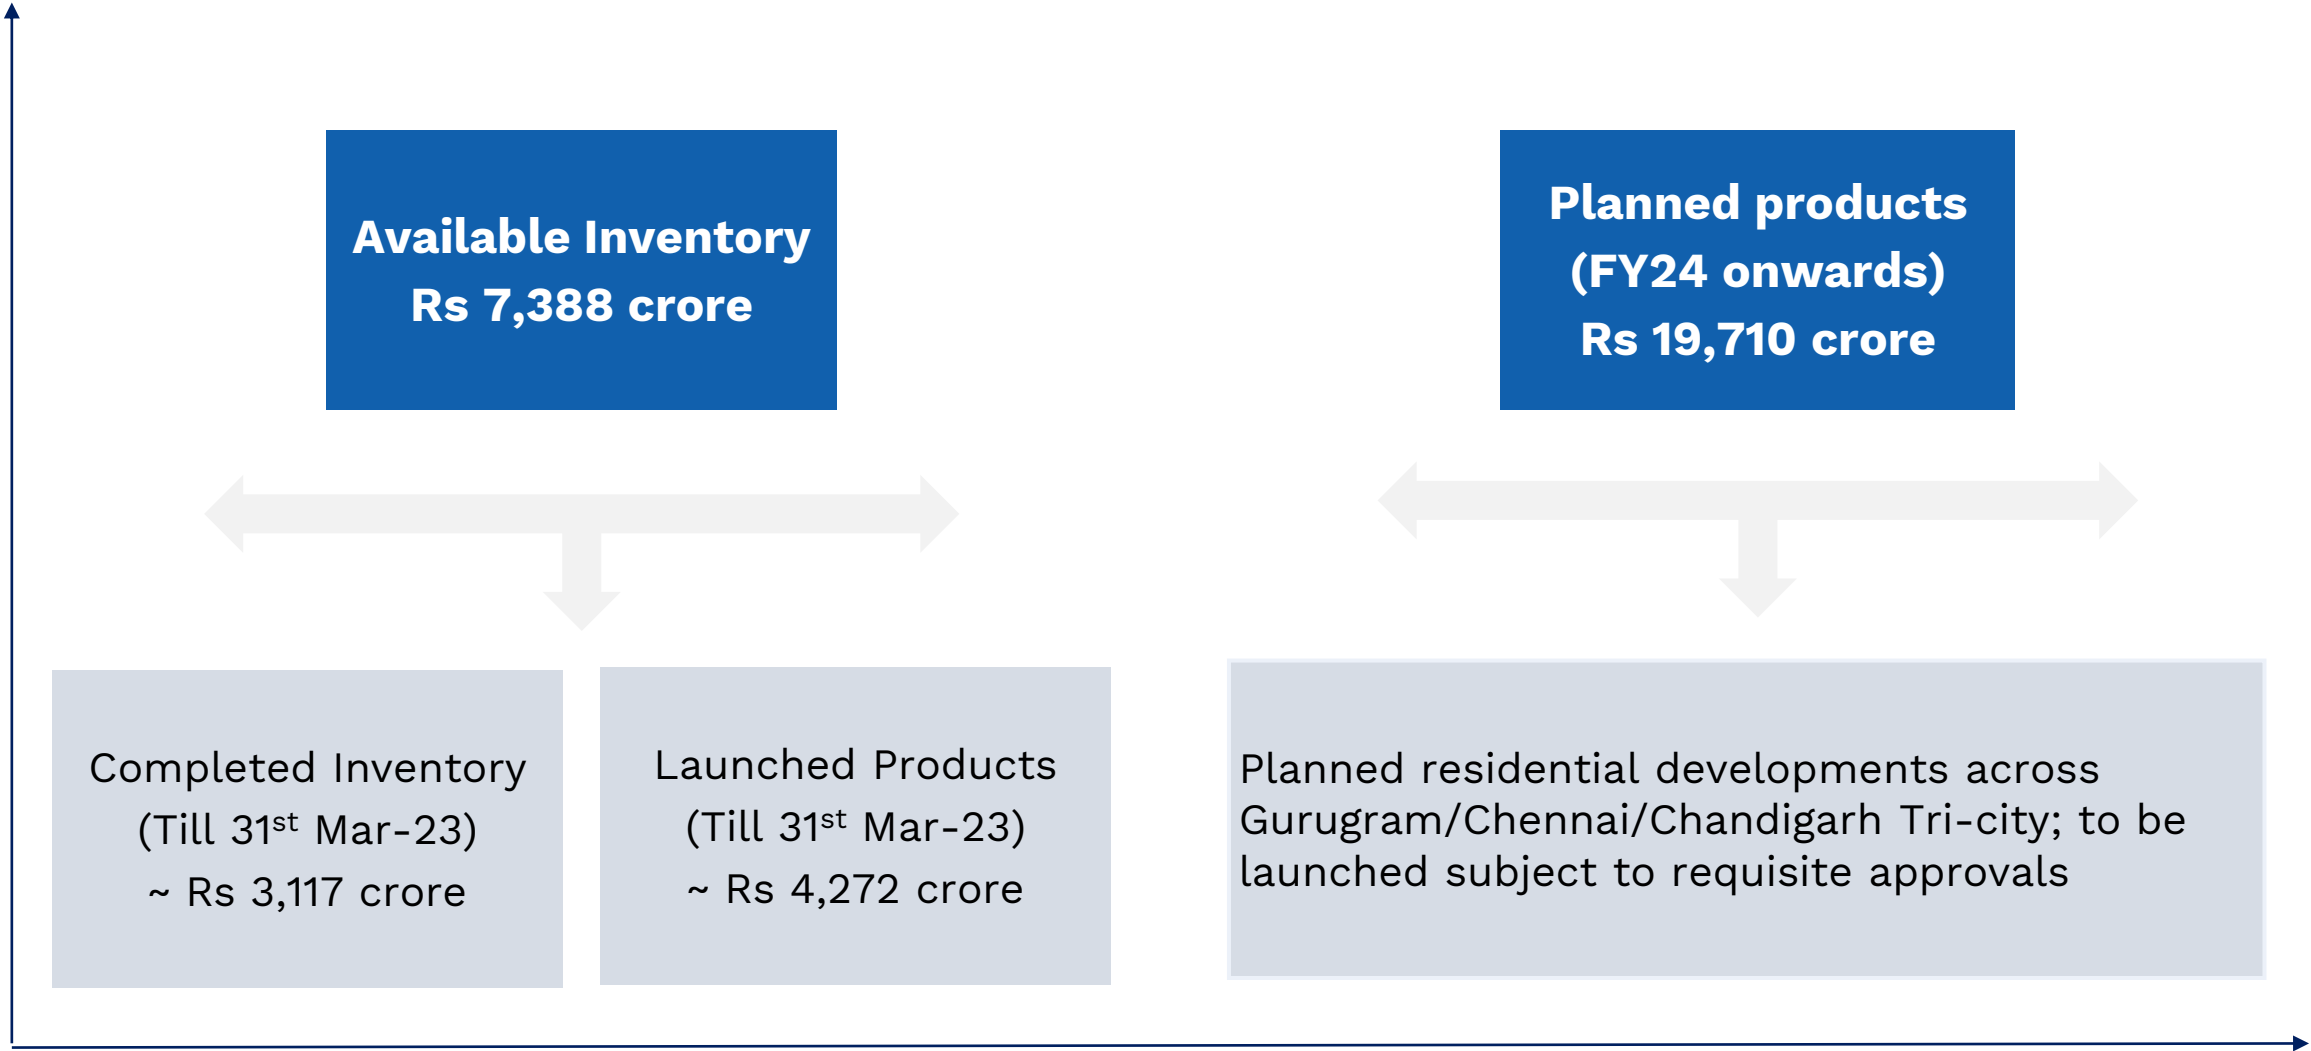 Available Inventory
Rs 7,388 crore
Planned products
(FY24 onwards)
Rs 19,710 crore
Completed Inventory
(Till 31st Mar-23)
~ Rs 3,117 crore
Launched Products
(Till 31st Mar-23)
~ Rs 4,272 crore
Planned residential developments across
Gurugram/Chennai/Chandigarh Tri-city; to be
launched subject to requisite approvals